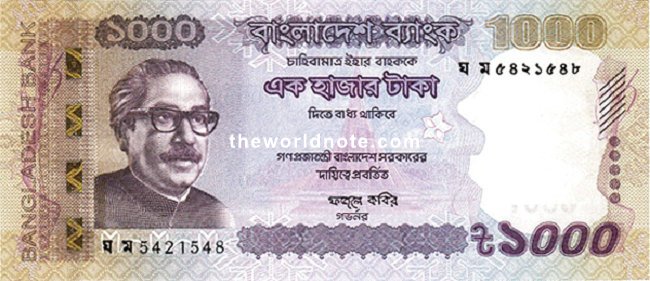 ১০০০
বাংলাদেশ ব্যাংক
1000
চাহিবামাত্র ইহার বাহককে
এক হাজার টাকা
দিতে বাধ্য থাকিবে
ঘ ম ৫৪২১৫৪৮
theworldnote.com
গণপ্রজাতন্ত্রী বাংলাদেশ সরকারের
দায়িত্বে প্রবর্তিত
ফজলে কবির
গভর্নর
BANGLADESH BANK
ঘ ম 5421548
৳১০০০